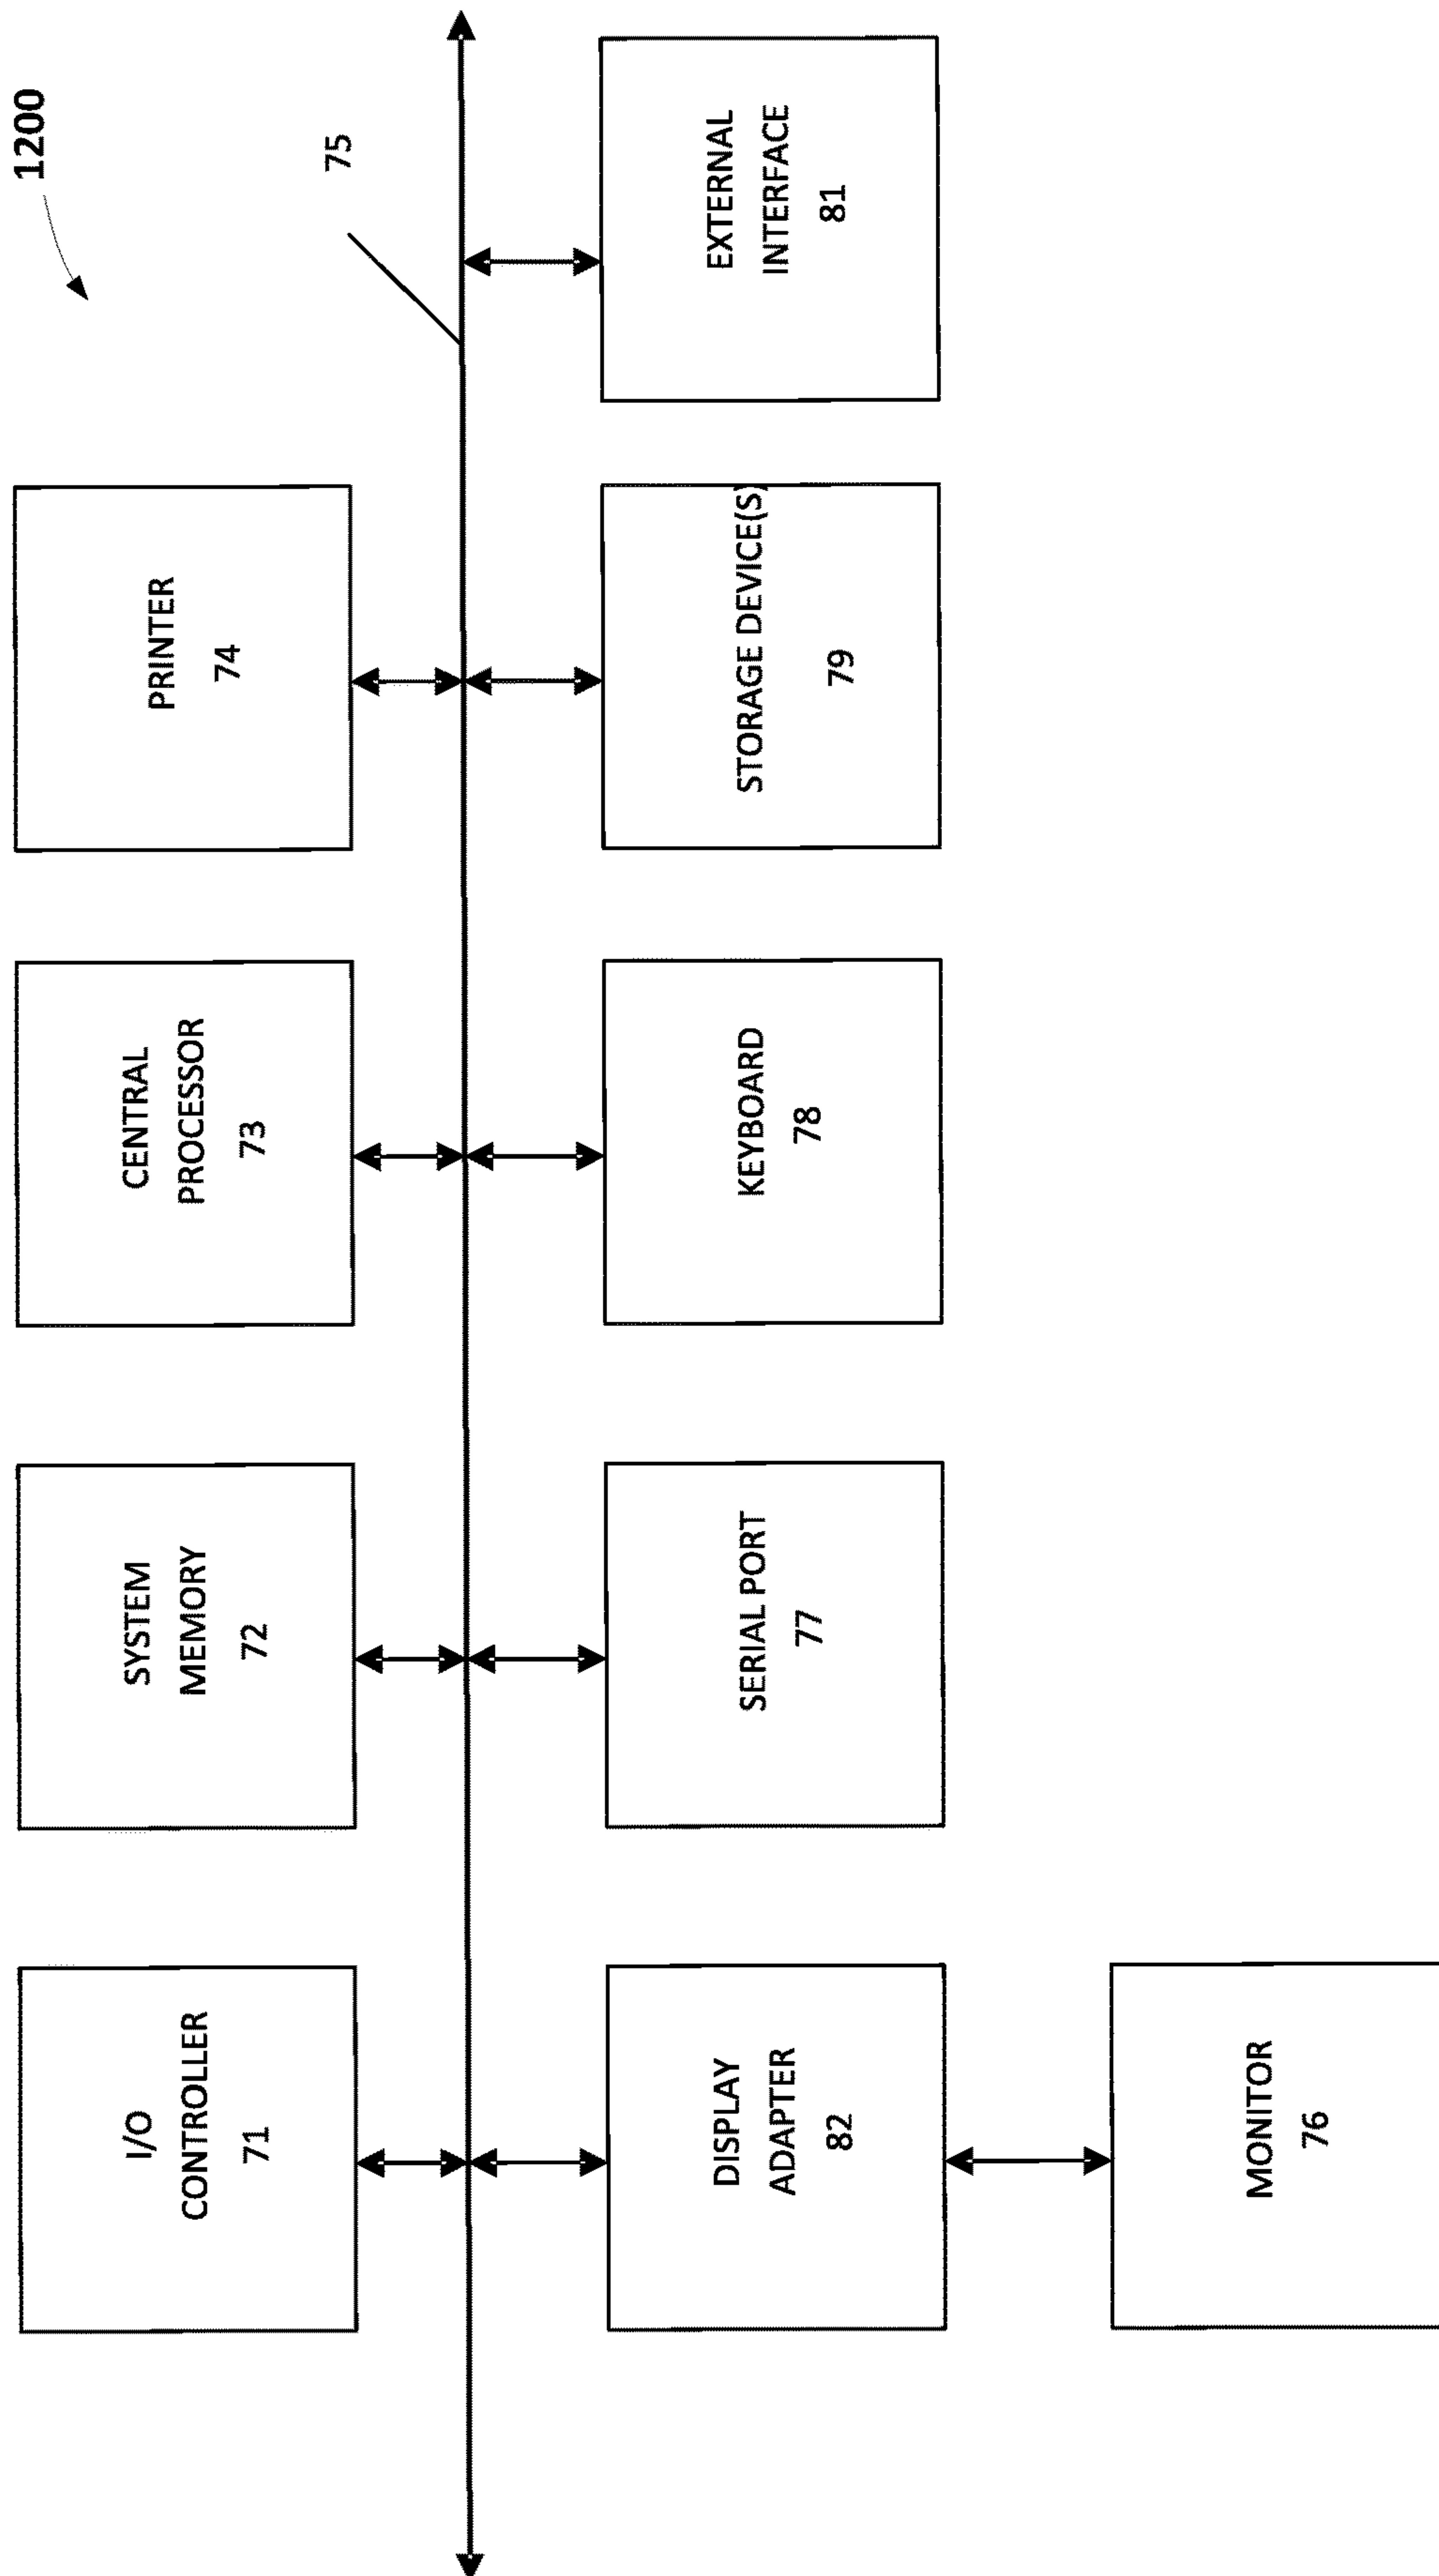 1200
I/O
CONTROLLER
71
SYSTEM
MEMORY
72
CENTRAL
PROCESSOR
73
PRINTER
74
75
DISPLAY
ADAPTER
82
SERIAL PORT
77
KEYBOARD
78
STORAGE DEVICE(S)
79
EXTERNAL
INTERFACE
81
MONITOR
76